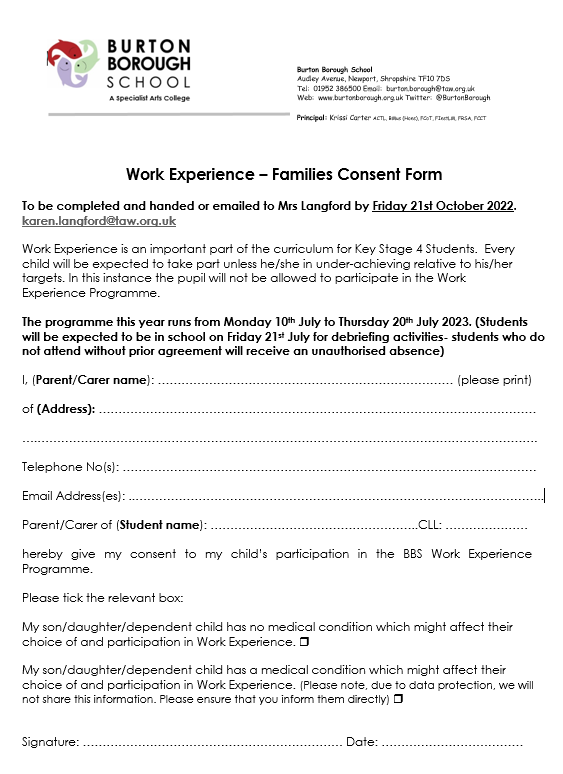 BURTON
BOROUGH
SCHOOL
A Specialist Arts College
Burton Borough School
Audley Avenue, Newport, Shropshire TF10 7DS
Tel: 01952 386500 Email: burton.borough@taw.org.uk
Web: www.burtonborough.org.uk Twitter: @BurtonBorough
Principal: Krissi Carter ACTL, BMus (Hons), FCoT, FInstLM, FRSA, FCCT
Work Experience – Families Consent Form
To be completed and handed or emailed to Mrs Langford by Friday 21st October 2022.
karen.langford@taw.org.uk
Work Experience is an important part of the curriculum for Key Stage 4 Students. Every
child will be expected to take part unless he/she in under-achieving relative to his/her
targets. In this instance the pupil will not be allowed to participate in the Work
Experience Programme.
The programme this year runs from Monday 10th July to Thursday 20th July 2023. (Students
will be expected to be in school on Friday 21st July for debriefing activities- students who do
not attend without prior agreement will receive an unauthorised absence)
I, (Parent/Carer name): ……………………………………………………………… (please print)
of (Address): ………………………………………………………………………………………………
………………………………………………………………………………………………………………
Telephone No(s): …………………………………………………………………………………………
Email Address(es): …………………………………………………………………………………………
Parent/Carer of (Student name): ……………………………………………CLL: ………………
hereby give my consent to my child’s participation in the BBS Work Experience
Programme.
Please tick the relevant box:
My son/daughter/dependent child has no medical condition which might affect their
choice of and participation in Work Experience. ❒
My son/daughter/dependent child has a medical condition which might affect their
choice of and participation in Work Experience. (Please note, due to data protection, we will
not share this information. Please ensure that you inform them directly) ❒
Signature: ……………………………………………………… Date: ……………………………